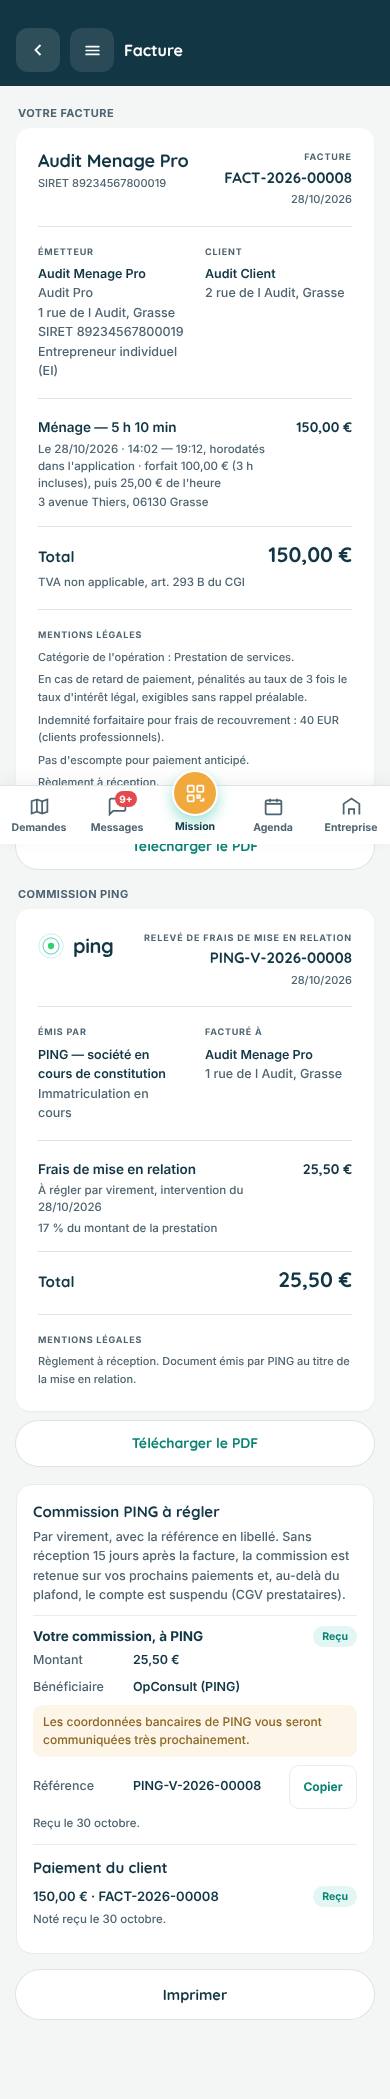 Facture
VOTRE FACTURE
Audit Menage Pro
SIRET 89234567800019
FACTURE
FACT-2026-00008
28/10/2026
ÉMETTEUR
Audit Menage Pro
Audit Pro
1 rue de l Audit, Grasse
SIRET 89234567800019
Entrepreneur individuel
(EI)
CLIENT
Audit Client
2 rue de l Audit, Grasse
Ménage — 5 h 10 min
150,00 €
Le 28/10/2026 · 14:02 — 19:12, horodatés
dans l'application · forfait 100,00 € (3 h
incluses), puis 25,00 € de l'heure
3 avenue Thiers, 06130 Grasse
Total
150,00 €
TVA non applicable, art. 293 B du CGI
MENTIONS LÉGALES
Catégorie de l'opération : Prestation de services.
En cas de retard de paiement, pénalités au taux de 3 fois le
taux d'intérêt légal, exigibles sans rappel préalable.
Indemnité forfaitaire pour frais de recouvrement : 40 EUR
(clients professionnels).
Pas d'escompte pour paiement anticipé.
Règlement à réception.
Demandes
9+
Messages
Mission
Agenda
Entreprise
Télécharger le PDF
COMMISSION PING
ping
RELEVÉ DE FRAIS DE MISE EN RELATION
PING-V-2026-00008
28/10/2026
ÉMIS PAR
PING — société en
cours de constitution
Immatriculation en
cours
FACTURÉ À
Audit Menage Pro
1 rue de l Audit, Grasse
Frais de mise en relation
25,50 €
À régler par virement, intervention du
28/10/2026
17 % du montant de la prestation
Total
25,50 €
MENTIONS LÉGALES
Règlement à réception. Document émis par PING au titre de
la mise en relation.
Télécharger le PDF
Commission PING à régler
Par virement, avec la référence en libellé. Sans
réception 15 jours après la facture, la commission est
retenue sur vos prochains paiements et, au-delà du
plafond, le compte est suspendu (CGV prestataires).
Votre commission, à PING
Reçu
Montant
25,50 €
Bénéficiaire
OpConsult (PING)
Les coordonnées bancaires de PING vous seront
communiquées très prochainement.
Référence
PING-V-2026-00008
Copier
Reçu le 30 octobre.
Paiement du client
150,00 € · FACT-2026-00008
Reçu
Noté reçu le 30 octobre.
Imprimer